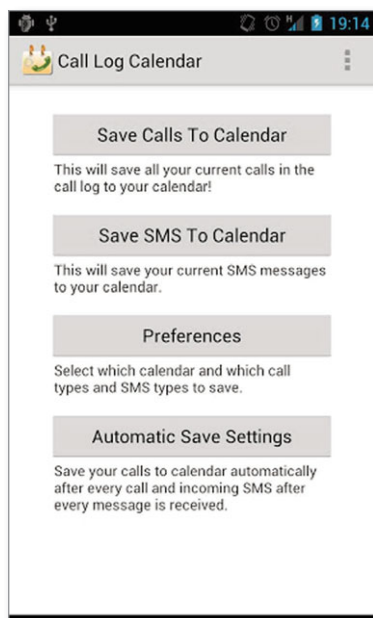 H 19:14
Call Log Calendar
Save Calls To Calendar
This will save all your current calls in the
call log to your calendar!
Save SMS To Calendar
This will save your current SMS messages
to your calendar.
Preferences
Select which calendar and which call
types and SMS types to save.
Automatic Save Settings
Save your calls to calendar automatically
after every call and incoming SMS after
every message is received.